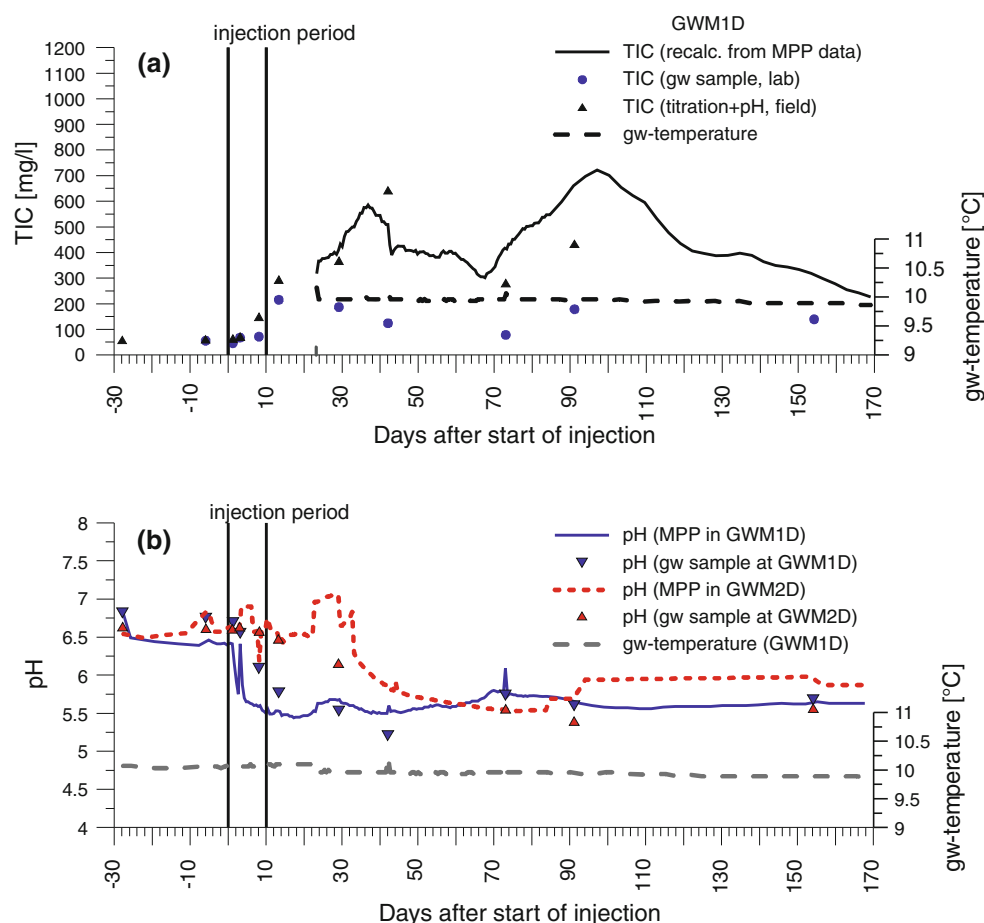 injection period
GWM1D
(a)
TIC (recalc. from MPP data)
TIC (gw sample, lab)
TIC (titration+pH, field)
gw-temperature
1200
1100
1000
900
800
700
600
500
400
300
200
100
0
TIC [mg/l]
11
10.5
10
9.5
9
gw-temperature [°C]
-30
-10
10
30
50
70
90
110
130
150
170
Days after start of injection
injection period
(b)
pH (MPP in GWM1D)
pH (gw sample at GWM1D)
pH (MPP in GWM2D)
pH (gw sample at GWM2D)
gw-temperature (GWM1D)
8
7.5
7
6.5
6
5.5
5
4.5
4
pH
11
10.5
10
9.5
9
gw-temperature [°C]
-30
-10
10
30
50
70
90
110
130
150
170
Days after start of injection